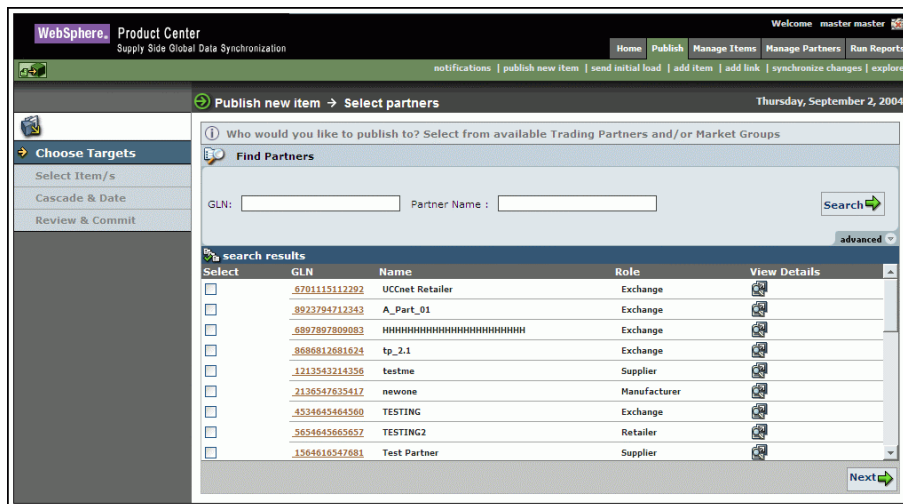 WebSphere. Product Center
Supply Side Global Data Synchronization
Welcome master master
Home Publish Manage Items Manage Partners Run Reports
notifications | publish new item | send initial load | add item | add link | synchronize changes | explore
Publish new item → Select partners
Thursday, September 2, 2004
Choose Targets
Select Item/s
Cascade & Date
Review & Commit
Who would you like to publish to? Select from available Trading Partners and/or Market Groups
Find Partners
GLN: Partner Name : Search
advanced
search results
Select GLN Name Role View Details
6701115112292 UCCnet Retailer Exchange
8923794712343 A_Part_01 Exchange
6897897809083 HHHHHHHHHHHHHHHHHHHHHHHH Exchange
8686812681624 tp_2.1 Exchange
1213543214356 testme Supplier
2136547635417 newone Manufacturer
4534645464560 TESTING Exchange
5654645665657 TESTING2 Retailer
1564616547681 Test Partner Supplier
Next